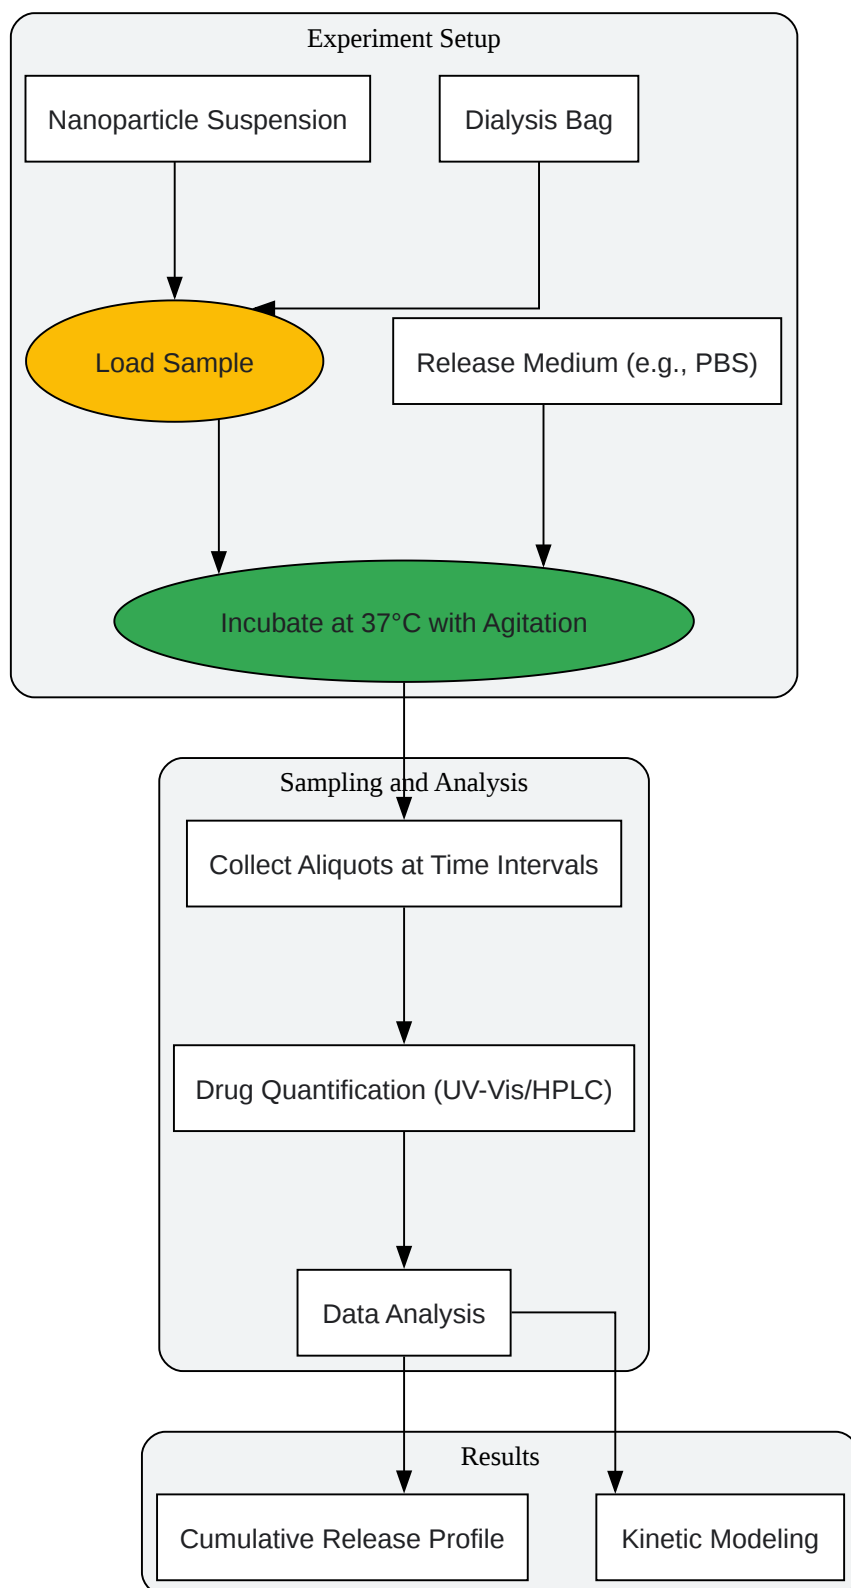 Experiment Setup
Nanoparticle Suspension
Dialysis Bag
Load Sample
Release Medium (e.g., PBS)
Incubate at 37°C with Agitation
Sampling and Analysis
Collect Aliquots at Time Intervals
Drug Quantification (UV-Vis/HPLC)
Data Analysis
Results
Cumulative Release Profile
Kinetic Modeling